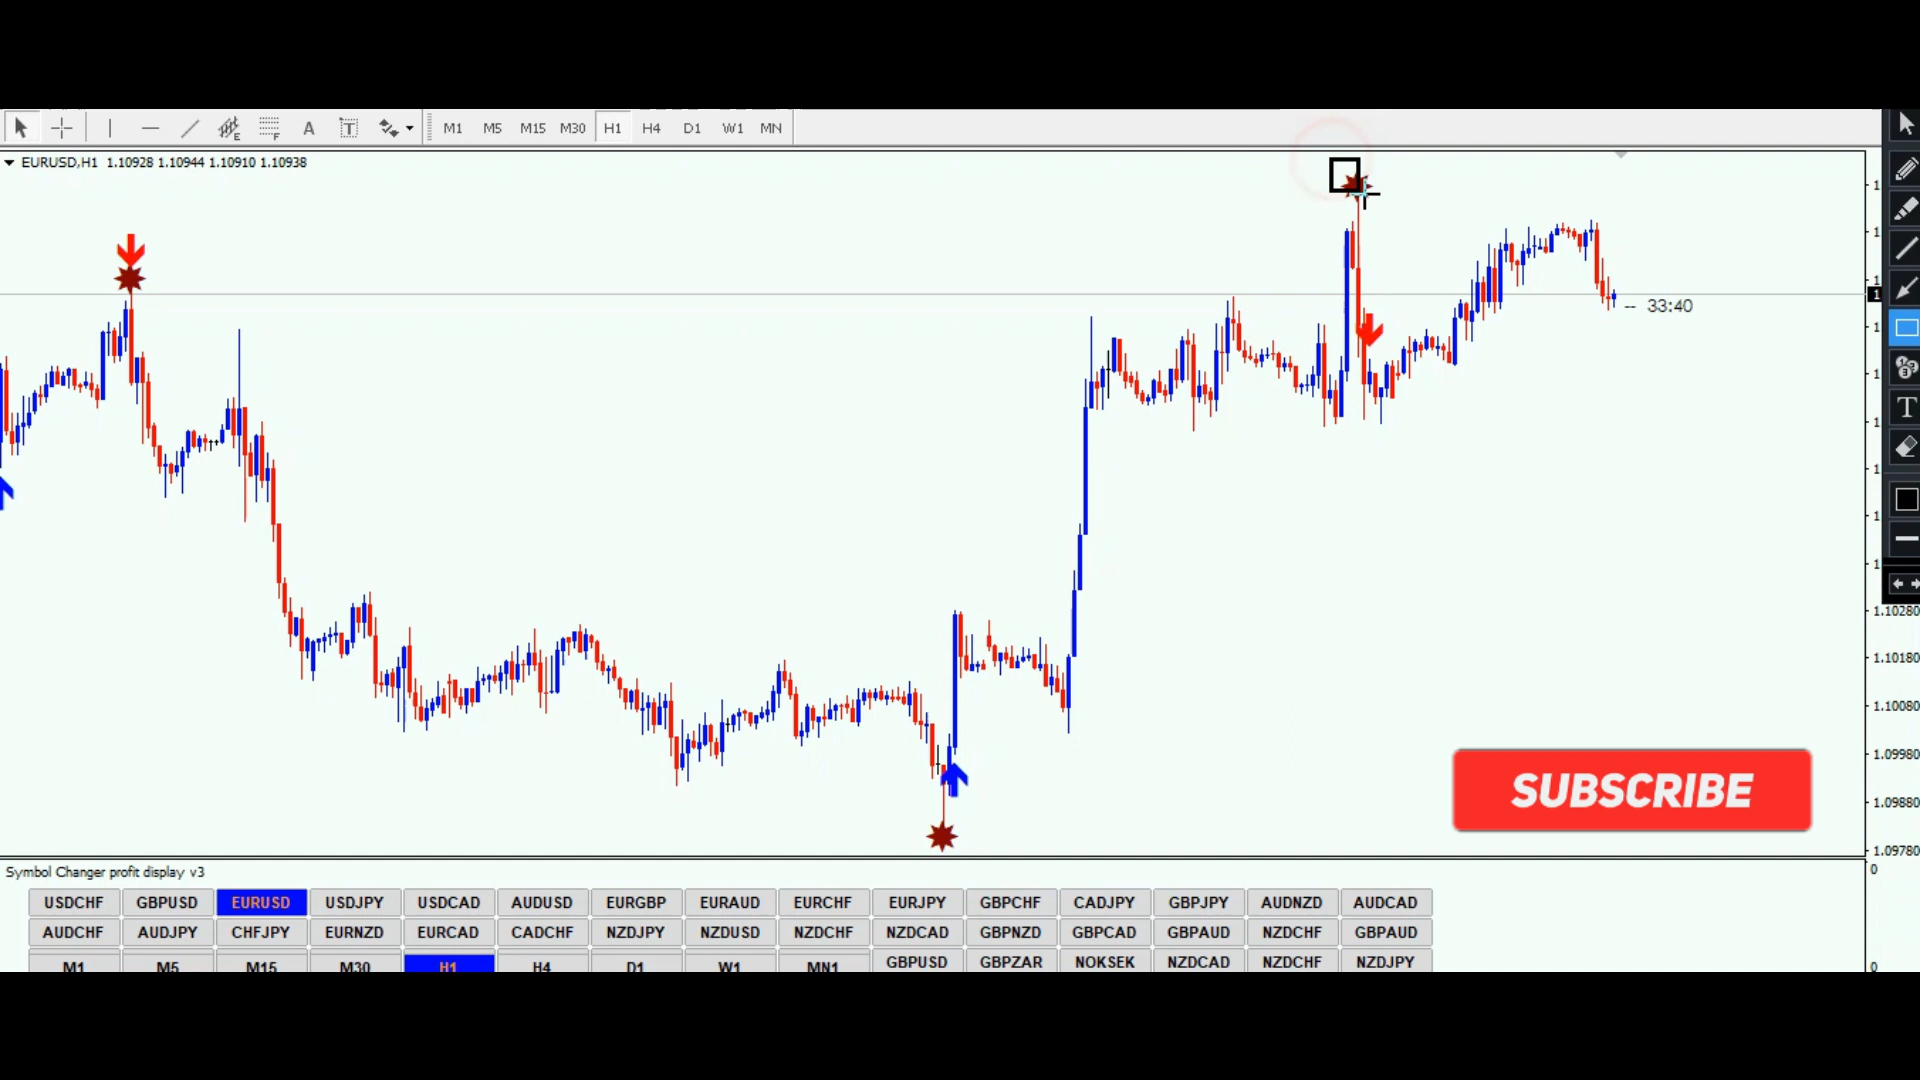 A T E F
M1 M5 M15 M30 H1 H4 D1 W1 MN
EURUSD,H1 1.10928 1.10944 1.10910 1.10938
-- 33:40
T
1.10280
1.10180
1.10080
1.09980
1.09880
1.09780
SUBSCRIBE
Symbol Changer profit display v3
0
USDCHF GBPUSD EURUSD USDJPY USDCAD AUDUSD EURGBP EURAUD EURCHF EURJPY GBPCHF CADJPY GBPJPY AUDNZD AUDCAD
AUDCHF AUDJPY CHFJPY EURNZD EURCAD CADCHF NZDJPY NZDUSD NZDCHF NZDCAD GBPNZD GBPCAD GBPAUD NZDCHF GBPAUD
M1 M5 M15 M30 H1 H4 D1 W1 MN1 GBPUSD GBPZAR NOKSEK NZDCAD NZDCHF NZDJPY
0